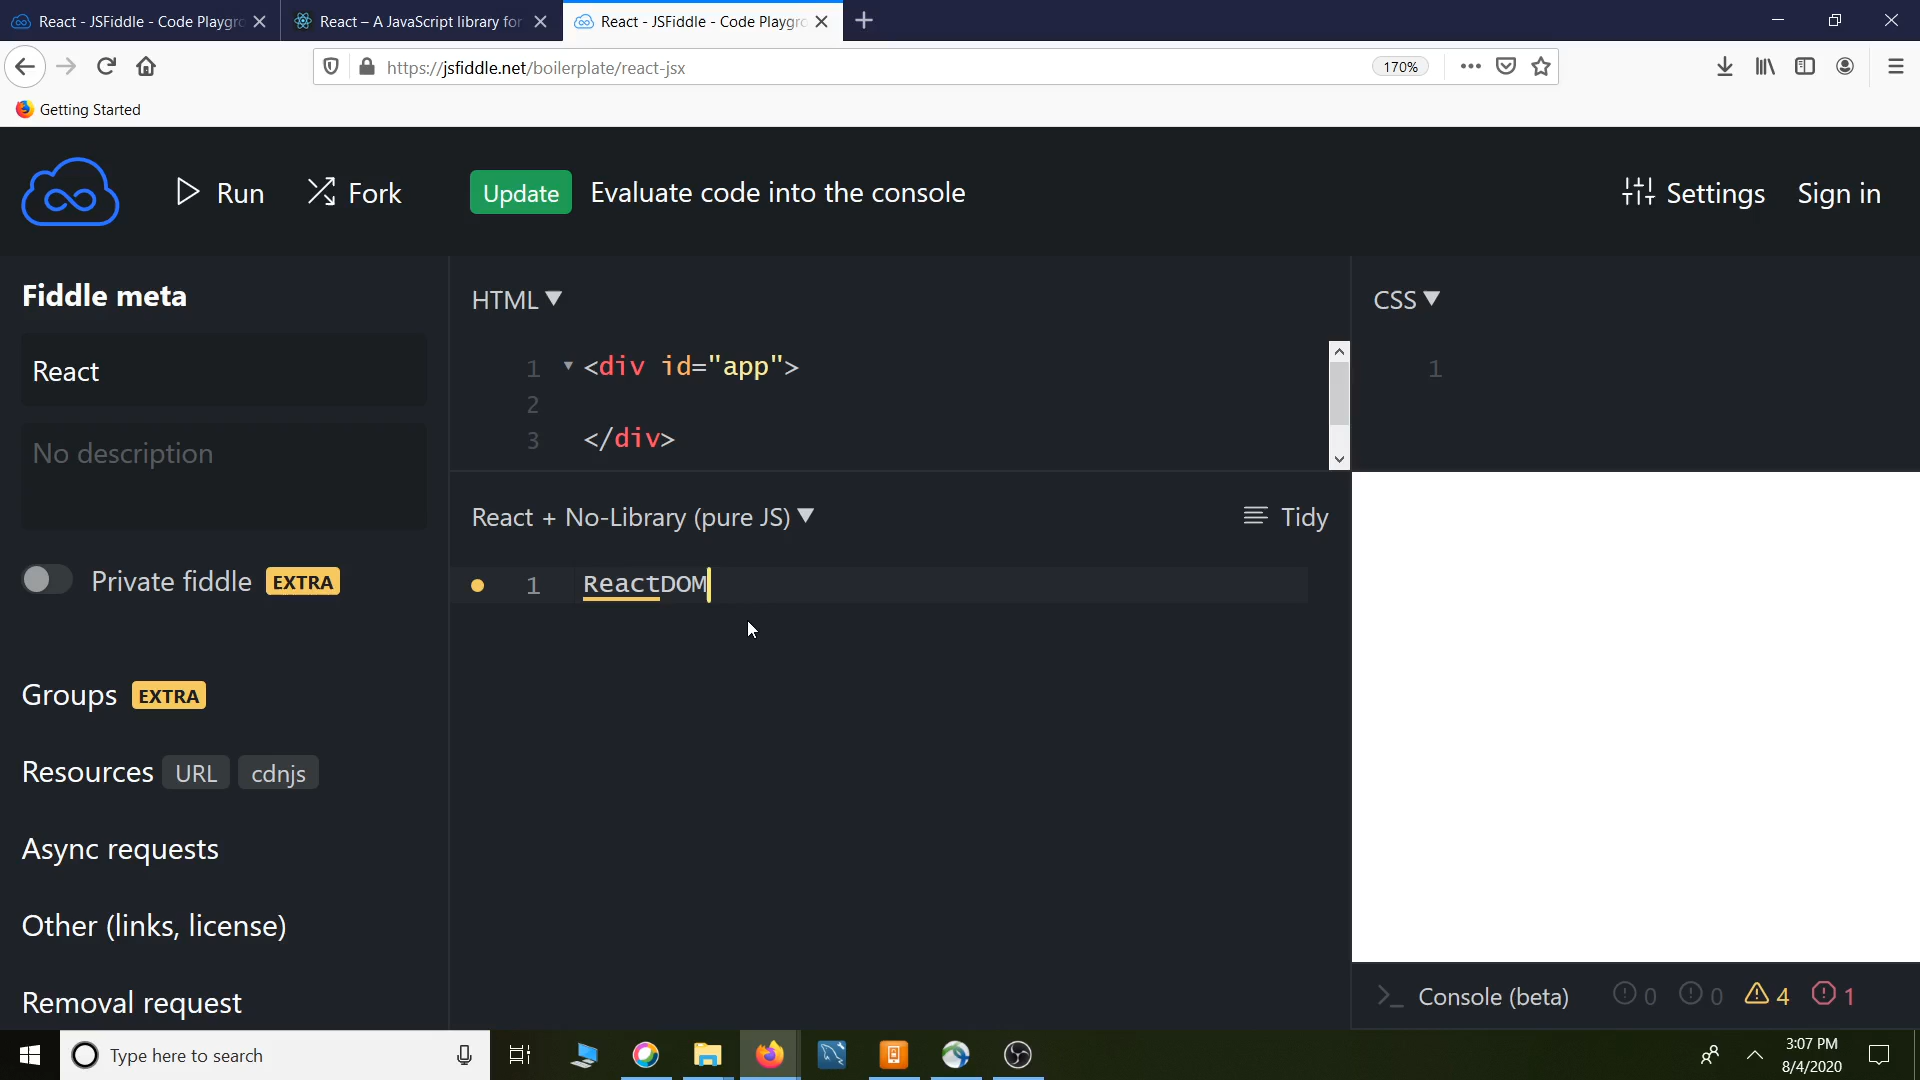 React - JSFiddle - Code Playgro
React – A JavaScript library for
React - JSFiddle - Code Playgro
https://jsfiddle.net/boilerplate/react-jsx
170%
Getting Started
Run
Fork
Update
Evaluate code into the console
Settings
Sign in
Fiddle meta
React
No description
Private fiddle EXTRA
Groups EXTRA
Resources URL cdnjs
Async requests
Other (links, license)
Removal request
HTML
1 <div id="app">
2
3 </div>
CSS
1
React + No-Library (pure JS)
Tidy
1 ReactDOM
>_ Console (beta) 0 0 4 1
Type here to search
3:07 PM
8/4/2020